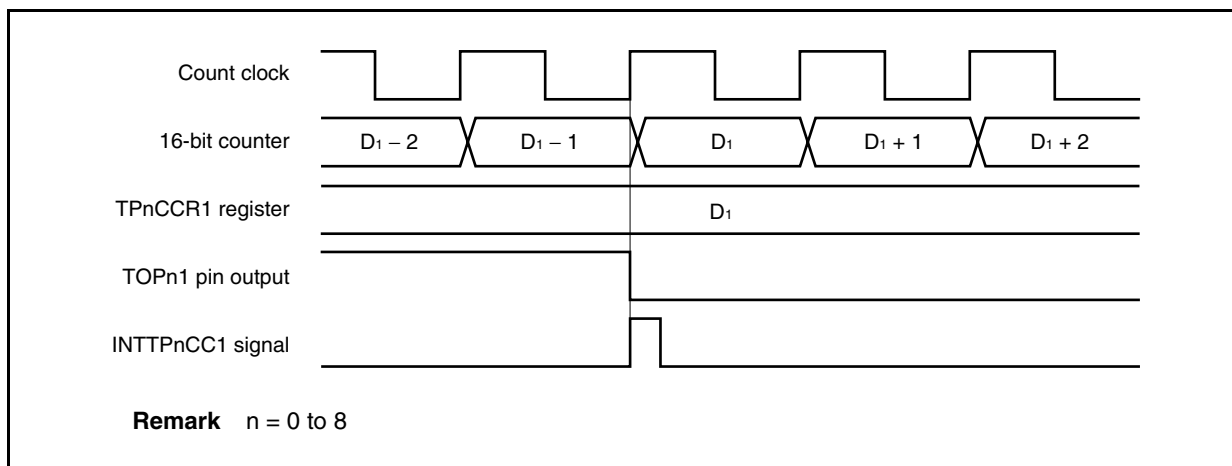 Count clock
16-bit counter
D₁ − 2 D₁ − 1 D₁ D₁ + 1 D₁ + 2
TPnCCR1 register
D₁
TOPn1 pin output
INTTPnCC1 signal
Remark n = 0 to 8